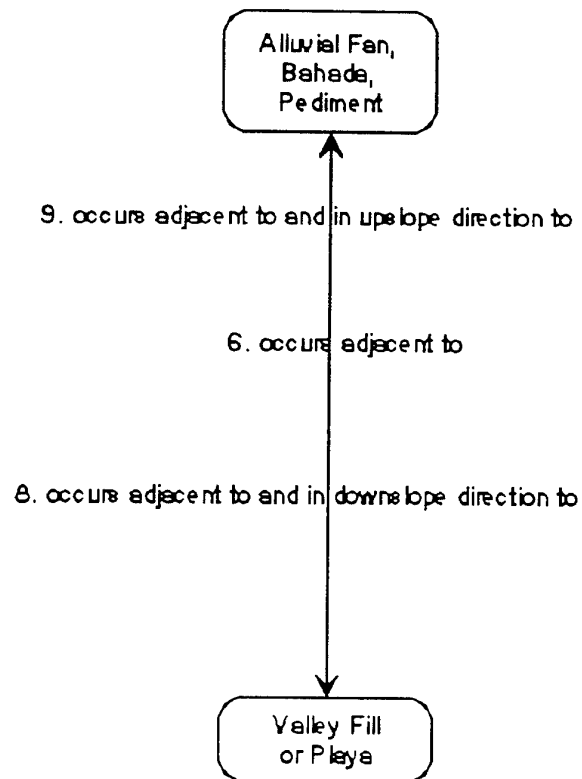 Alluvial Fan,
Bahada,
Pediment
9. occurs adjacent to and in upslope direction to
6. occurs adjacent to
8. occurs adjacent to and in downslope direction to
Valley Fill
or Playa